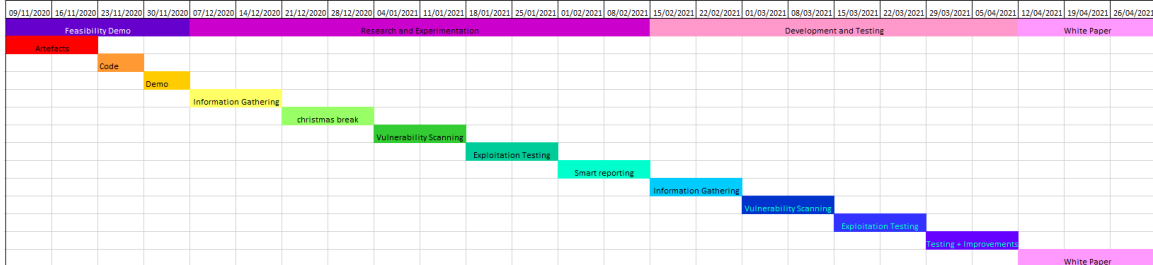 09/11/2020 16/11/2020 23/11/2020 30/11/2020 07/12/2020 14/12/2020 21/12/2020 28/12/2020 04/01/2021 11/01/2021 18/01/2021 25/01/2021 01/02/2021 08/02/2021 15/02/2021 22/02/2021 01/03/2021 08/03/2021 15/03/2021 22/03/2021 29/03/2021 05/04/2021 12/04/2021 19/04/2021 26/04/2021
Feasibility Demo Research and Experimentation Development and Testing White Paper
Artefacts
Code
Demo
Information Gathering
christmas break
Vulnerability Scanning
Exploitation Testing
Smart reporting
Information Gathering
Vulnerability Scanning
Exploitation Testing
Testing + Improvements
White Paper